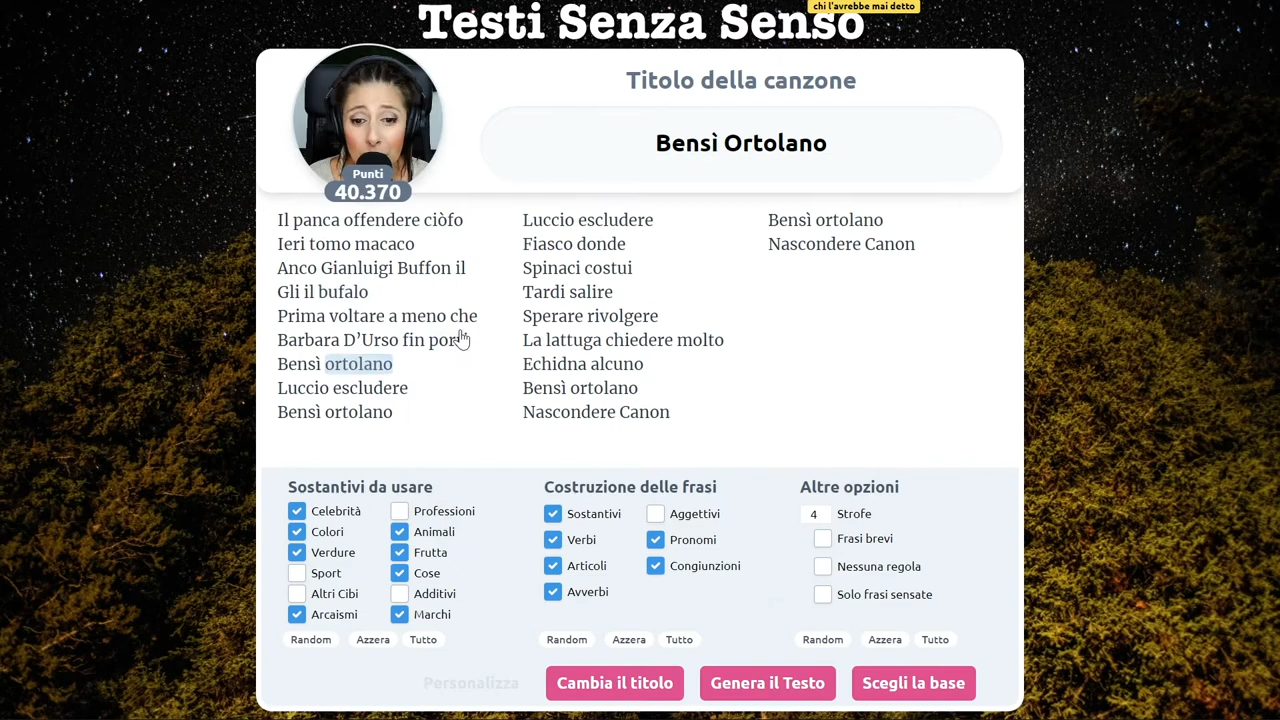 chi l'avrebbe mai detto
Testi Senza Senso
Titolo della canzone
Bensì Ortolano
Punti
40.370
Il panca offendere ciòfo
Ieri tomo macaco
Anco Gianluigi Buffon il
Gli il bufalo
Prima voltare a meno che
Barbara D’Urso fin por
Bensì ortolano
Luccio escludere
Bensì ortolano
Luccio escludere
Fiasco donde
Spinaci costui
Tardi salire
Sperare rivolgere
La lattuga chiedere molto
Echidna alcuno
Bensì ortolano
Nascondere Canon
Bensì ortolano
Nascondere Canon
Sostantivi da usare
Celebrità
Professioni
Colori
Animali
Verdure
Frutta
Sport
Cose
Altri Cibi
Additivi
Arcaismi
Marchi
Random Azzera Tutto
Costruzione delle frasi
Sostantivi
Aggettivi
Verbi
Pronomi
Articoli
Congiunzioni
Avverbi
Random Azzera Tutto
Altre opzioni
4 Strofe
Frasi brevi
Nessuna regola
Solo frasi sensate
Random Azzera Tutto
Personalizza
Cambia il titolo
Genera il Testo
Scegli la base